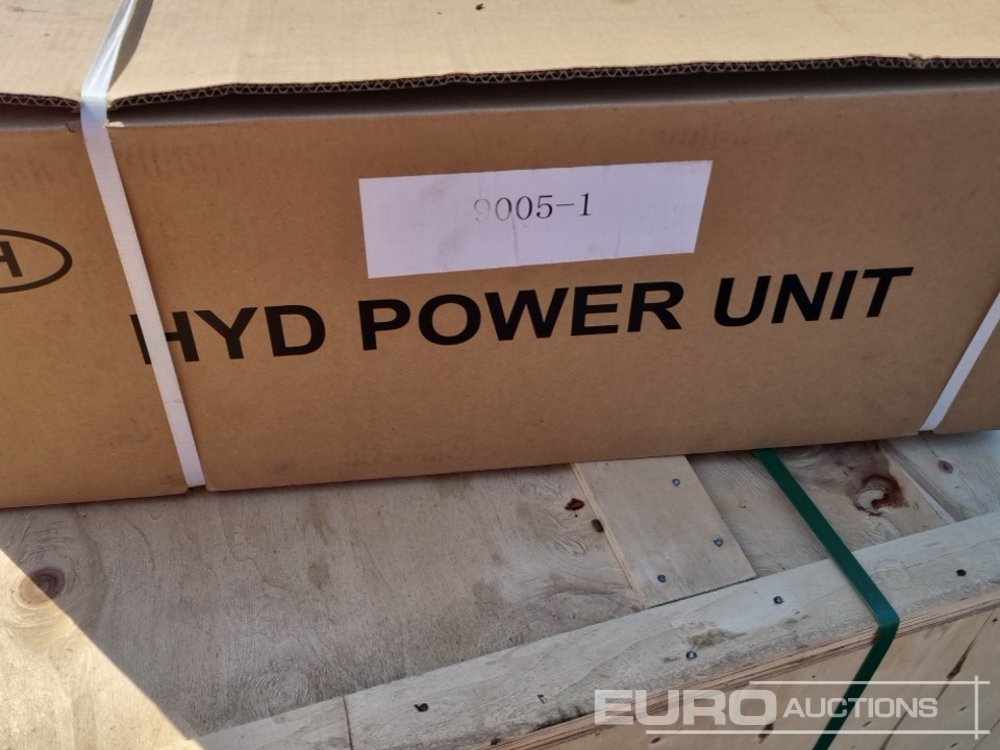 9005-1
HYD POWER UNIT
EURO AUCTIONS